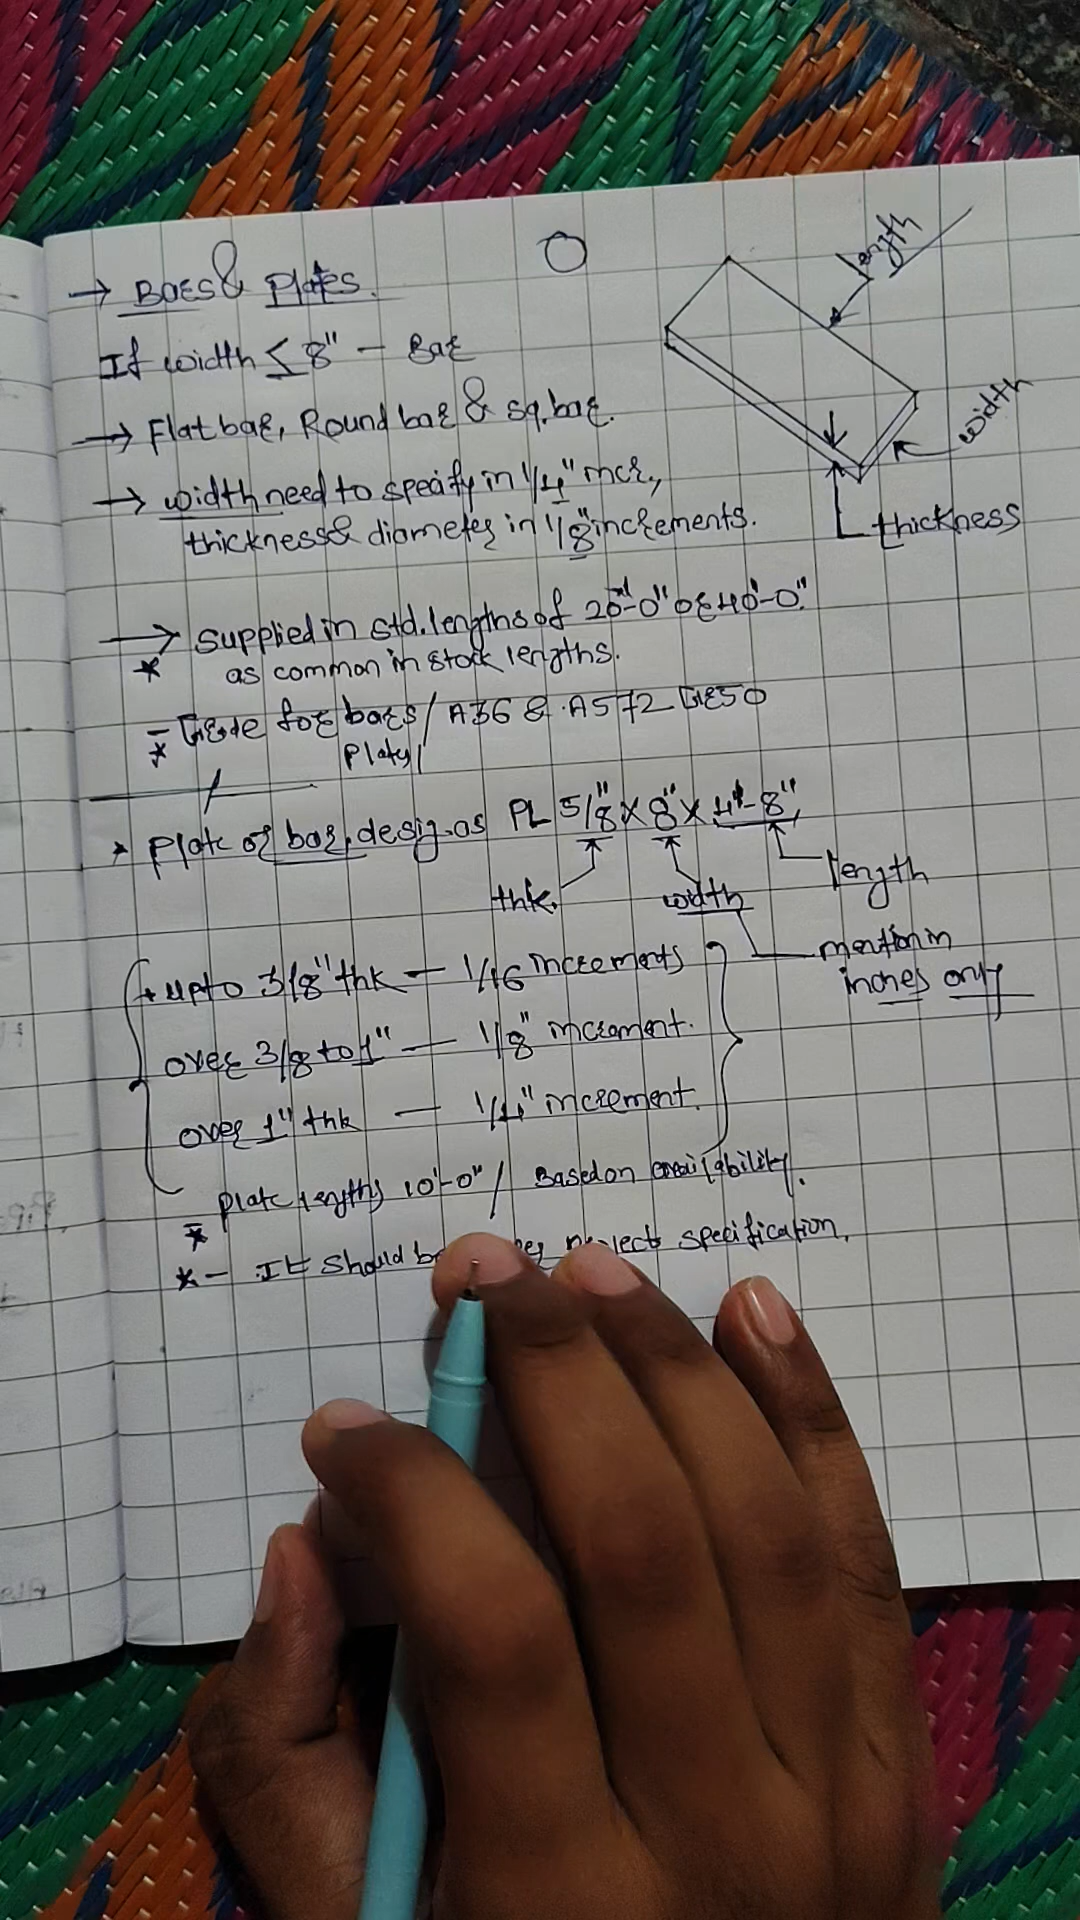 → Bars & Plates.
If width ≤ 8" - Bar
→ Flat bar, Round bar & sq. bar.
→ width need to specify in 1/4" incr,
thickness & diameter in 1/8" increments.
→ supplied in std. lengths of 20'-0" or 40'-0".
* as common in stock lengths.
- Grade for bars/ A36 & A572 GR50
* plates/
* plate or bar, desig. as PL 5/8" x 8" x 4'-8"
thk. width length
mention in
inches only
* upto 3/8" thk - 1/16 increments
over 3/8 to 1" - 1/8" increment.
over 1" thk - 1/4" increment.
* plate lengths 10'-0" / Based on availability.
* - It should specification.
length
width
thickness